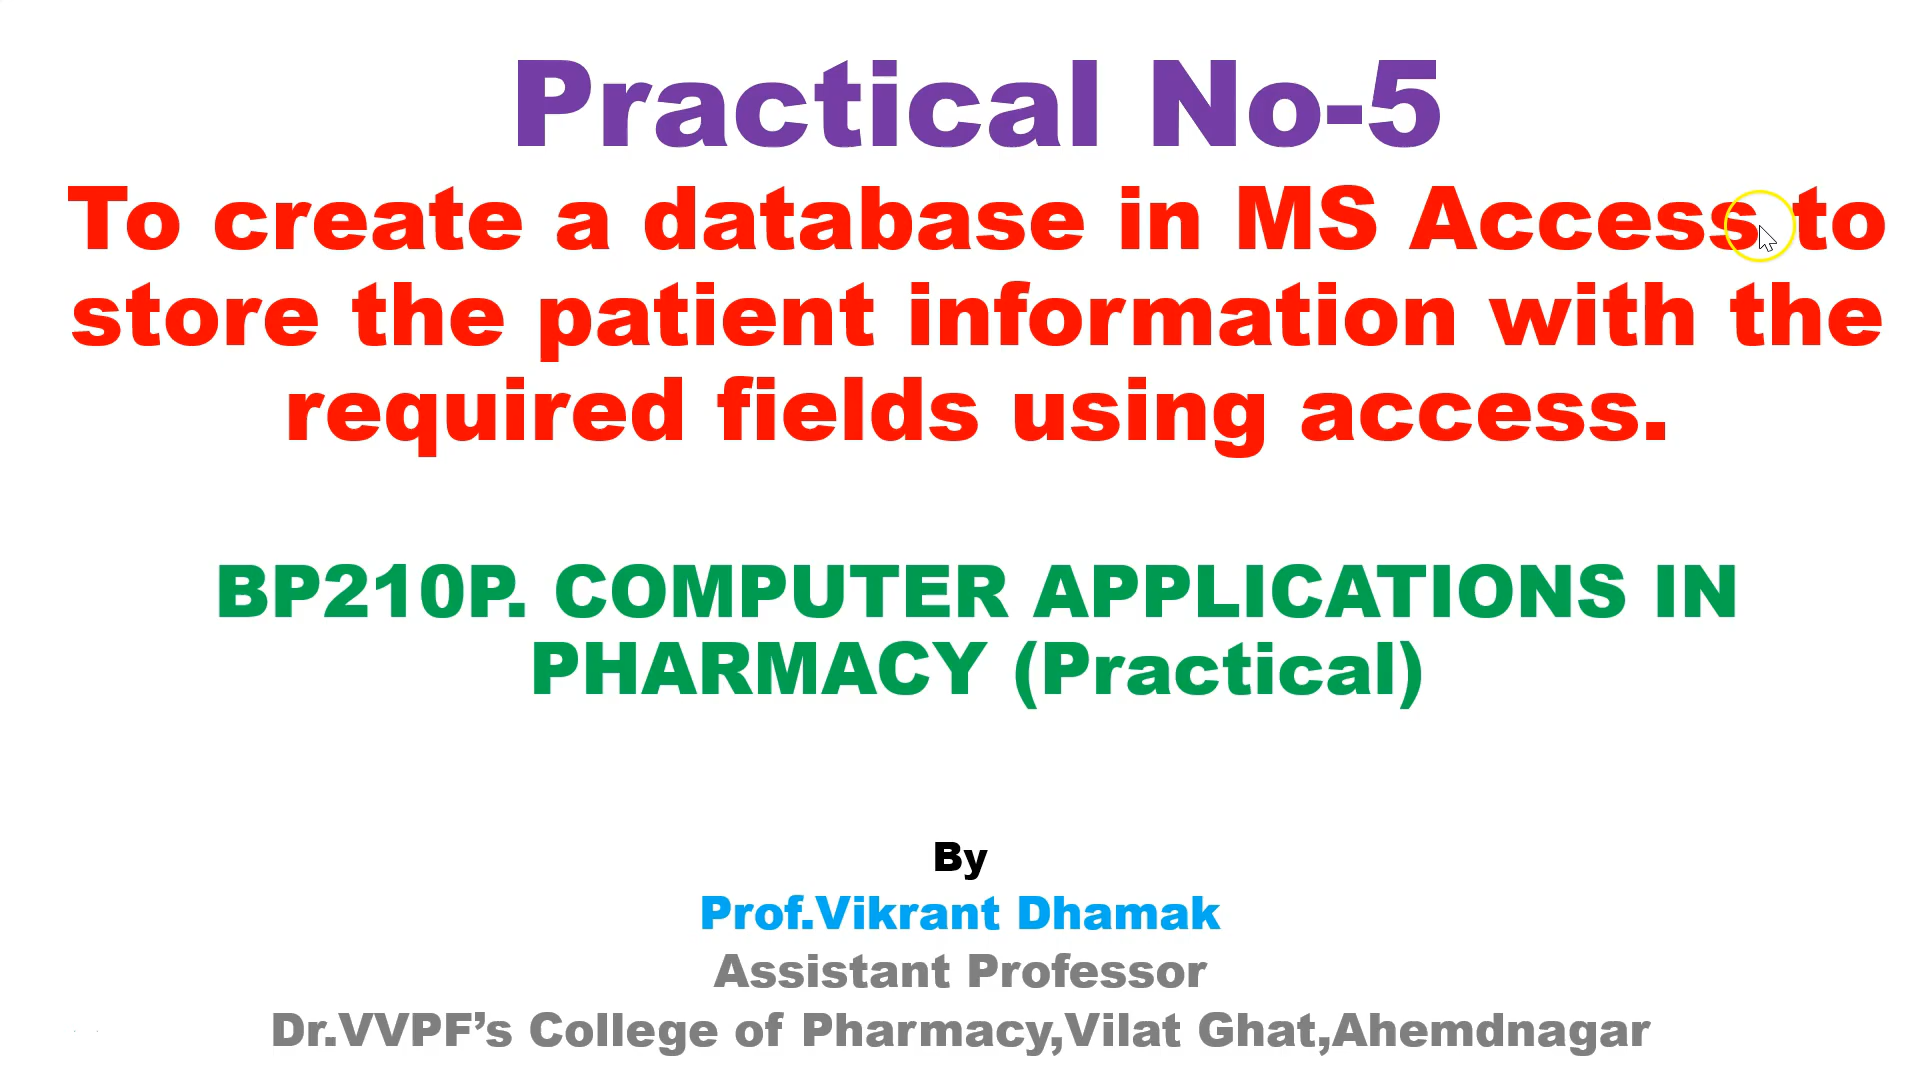 Practical No-5
To create a database in MS Access to
store the patient information with the
required fields using access.
BP210P. COMPUTER APPLICATIONS IN
PHARMACY (Practical)
By
Prof.Vikrant Dhamak
Assistant Professor
Dr.VVPF’s College of Pharmacy,Vilat Ghat,Ahemdnagar